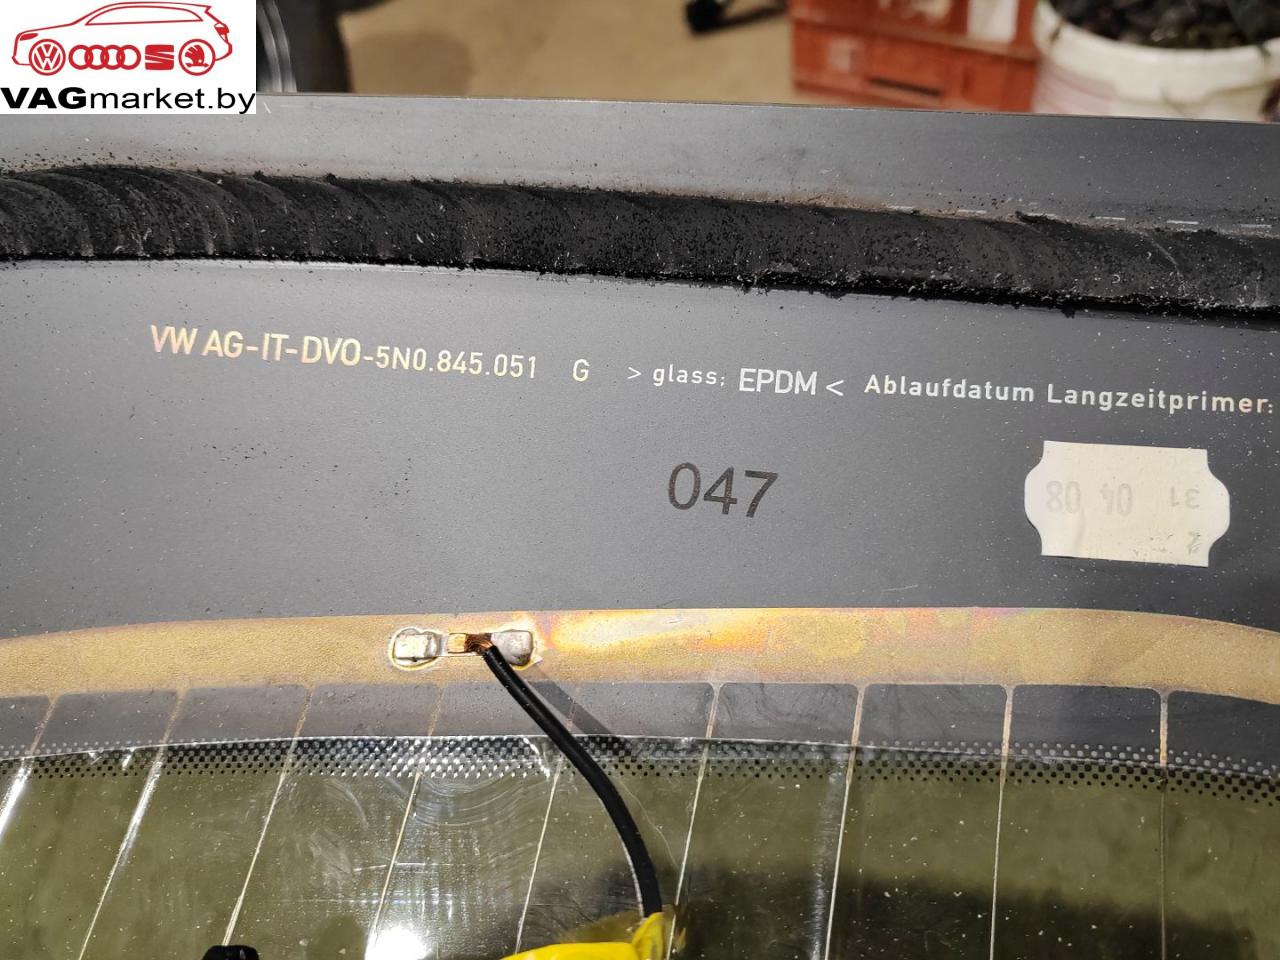 VAGmarket.by
VW AG-IT-DVO-5N0.845.051 G > glass; EPDM < Ablaufdatum Langzeitprimer:
047
31 04 08